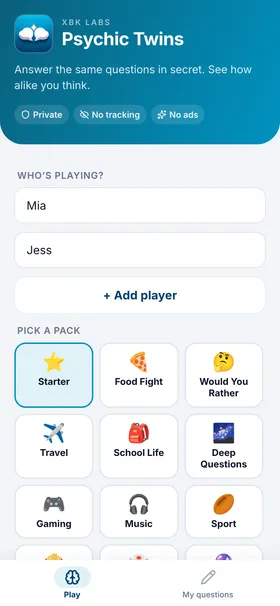 XBK LABS
Psychic Twins
Answer the same questions in secret. See how
alike you think.
Private
No tracking
No ads
WHO'S PLAYING?
Mia
Jess
+ Add player
PICK A PACK
Starter
Food Fight
Would You
Rather
Travel
School Life
Deep
Questions
Gaming
Music
Sport
Play
My questions